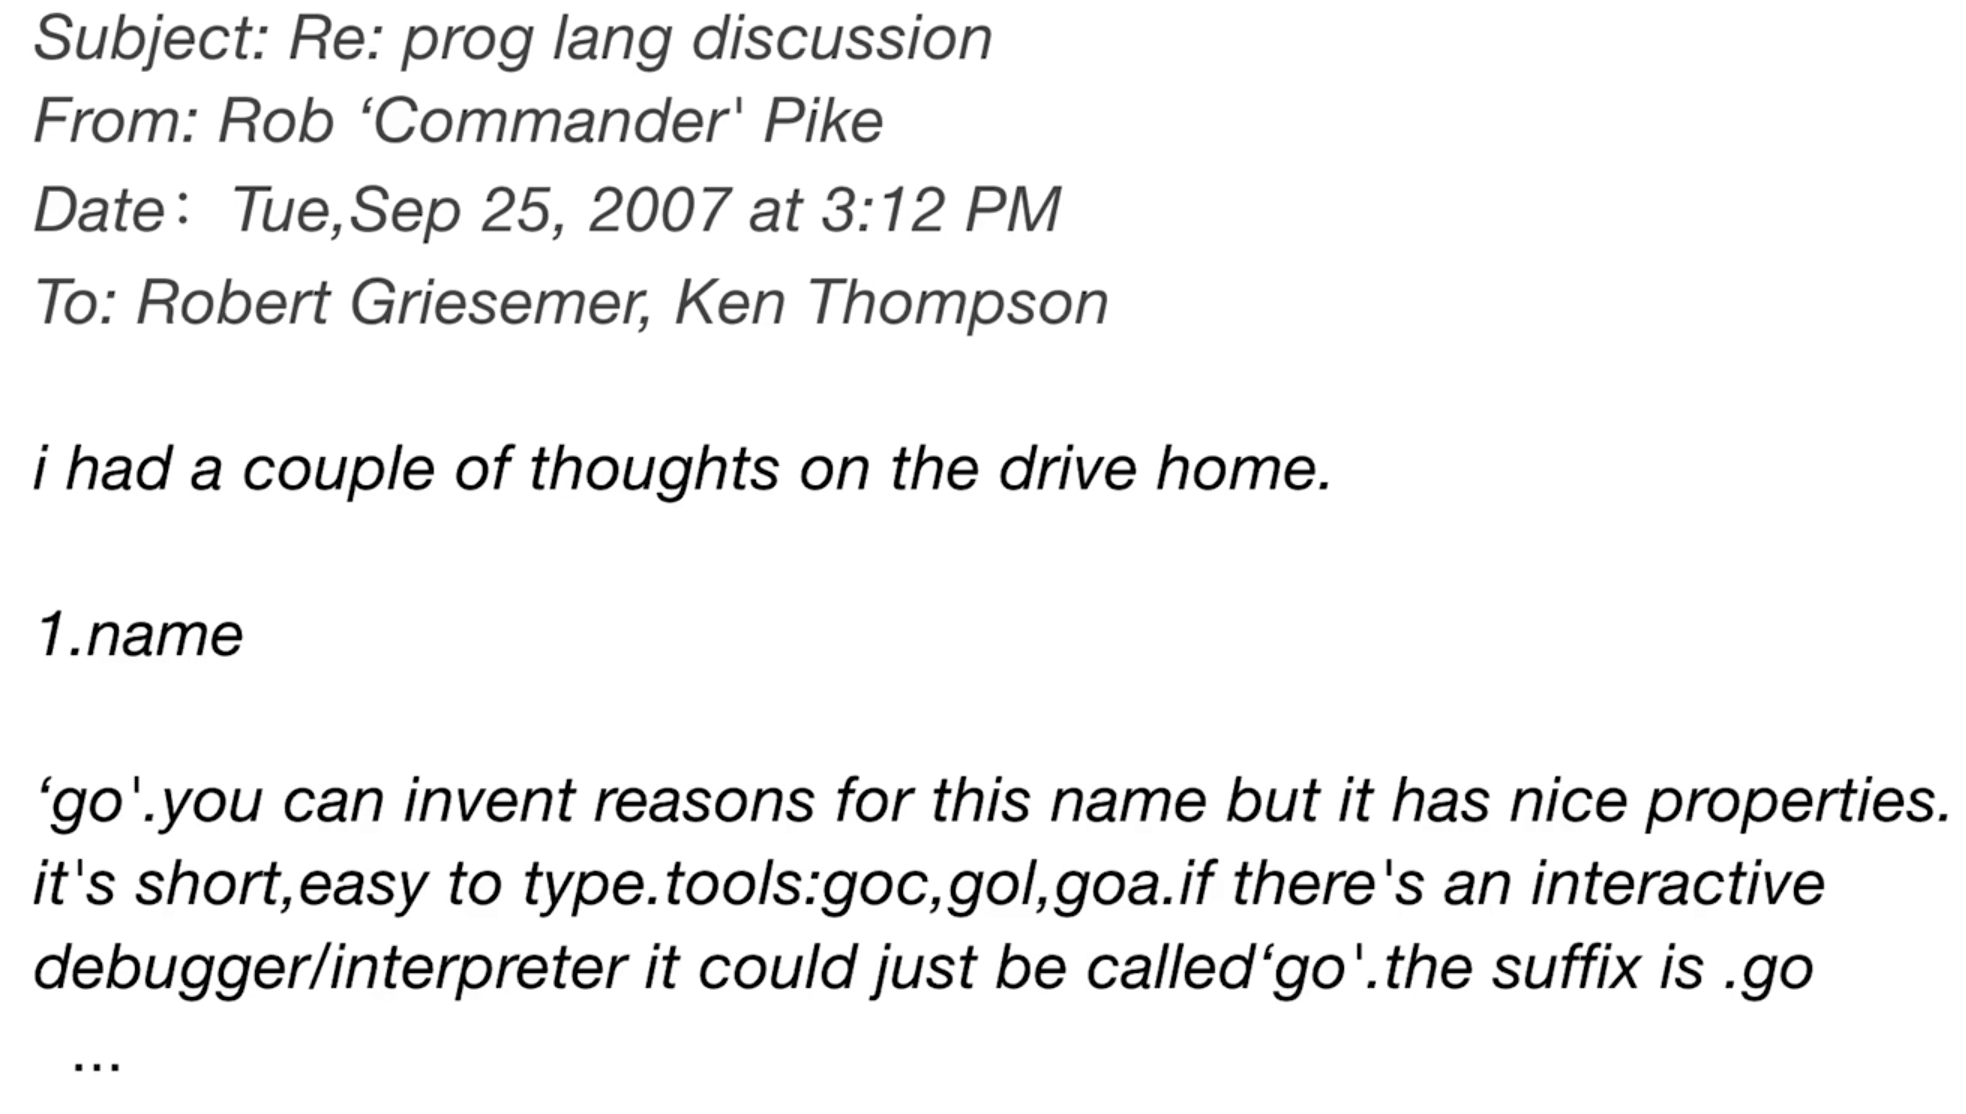 Subject: Re: prog lang discussion
From: Rob ‘Commander' Pike
Date： Tue,Sep 25, 2007 at 3:12 PM
To: Robert Griesemer, Ken Thompson
i had a couple of thoughts on the drive home.
1.name
‘go'.you can invent reasons for this name but it has nice properties.
it's short,easy to type.tools:goc,gol,goa.if there's an interactive
debugger/interpreter it could just be called‘go'.the suffix is .go
...